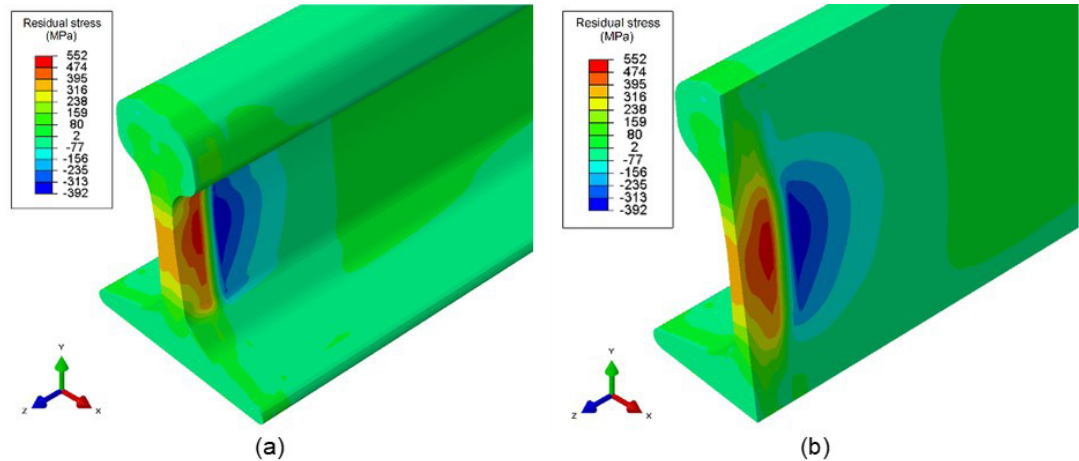 Residual stress
(MPa)
552
474
395
316
238
159
80
2
-77
-156
-235
-313
-392
Y
Z
X
(a)
Residual stress
(MPa)
552
474
395
316
238
159
80
2
-77
-156
-235
-313
-392
Y
Z
X
(b)